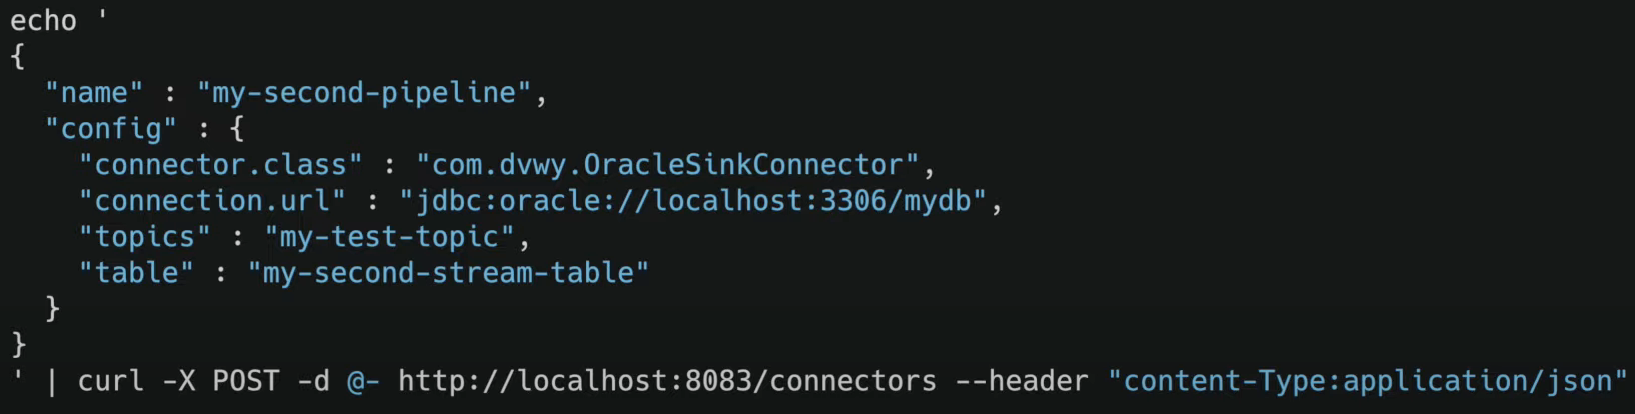 echo '
{
  "name" : "my-second-pipeline",
  "config" : {
    "connector.class" : "com.dvwy.OracleSinkConnector",
    "connection.url" : "jdbc:oracle://localhost:3306/mydb",
    "topics" : "my-test-topic",
    "table" : "my-second-stream-table"
  }
}
' | curl -X POST -d @- http://localhost:8083/connectors --header "content-Type:application/json"